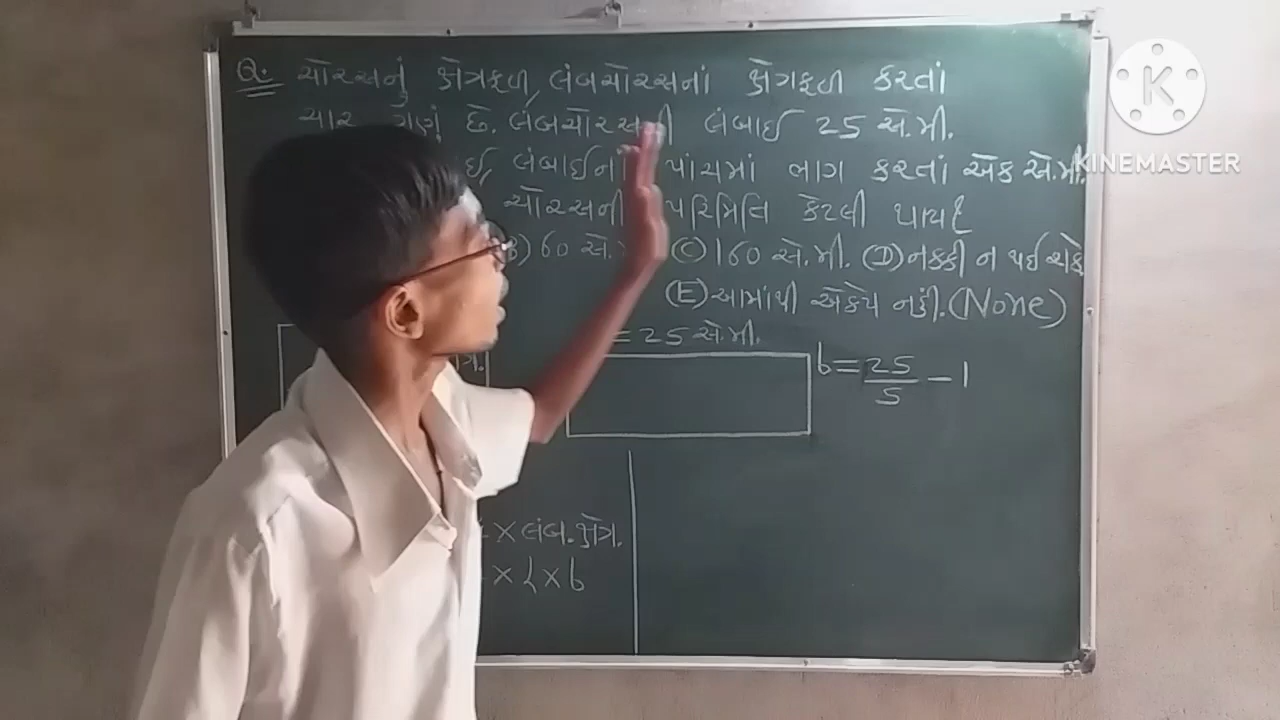 Q. ચોરસનું ક્ષેત્રફળ, લંબચોરસનાં ક્ષેત્રફળ કરતાં
ચાર ગણું છે. લંબચોરસની લંબાઈ 25 સે.મી.
લંબાઈના પાંચમાં ભાગ કરતાં એક સે.મી.
ચોરસની પરિમિતિ કેટલી થાય?
B) 60 સે. (C) 160 સે.મી. (D) નક્કી ન થઈ શકે
(E) આમાંથી એકેય નહીં. (None)
= 25 સે.મી.
b = 25/5 - 1
ત્ર.
× લંબ. ક્ષેત્ર.
× l × b
K
KINEMASTER